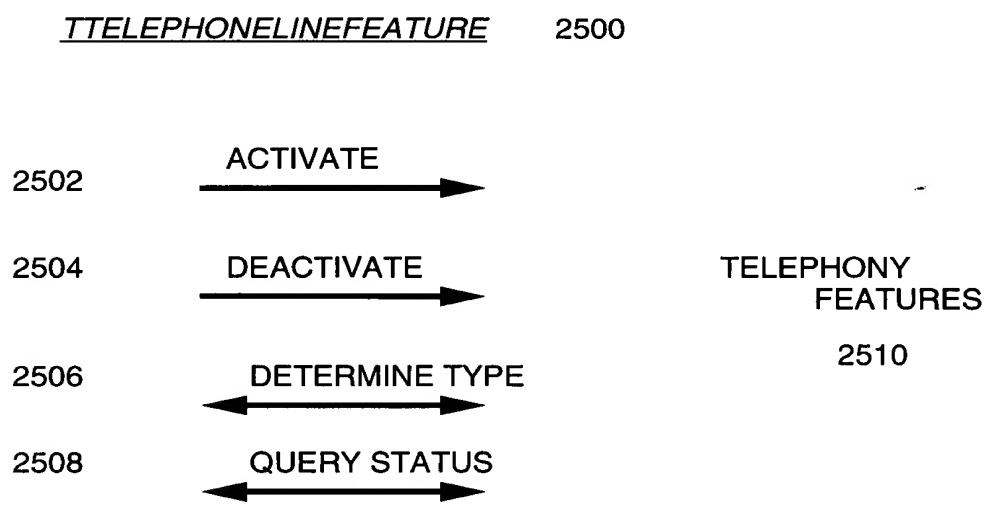 TTELEPHONELINEFEATURE 2500
ACTIVATE
2502
2504 DEACTIVATE
TELEPHONY
FEATURES
2510
2506 DETERMINE TYPE
2508 QUERY STATUS